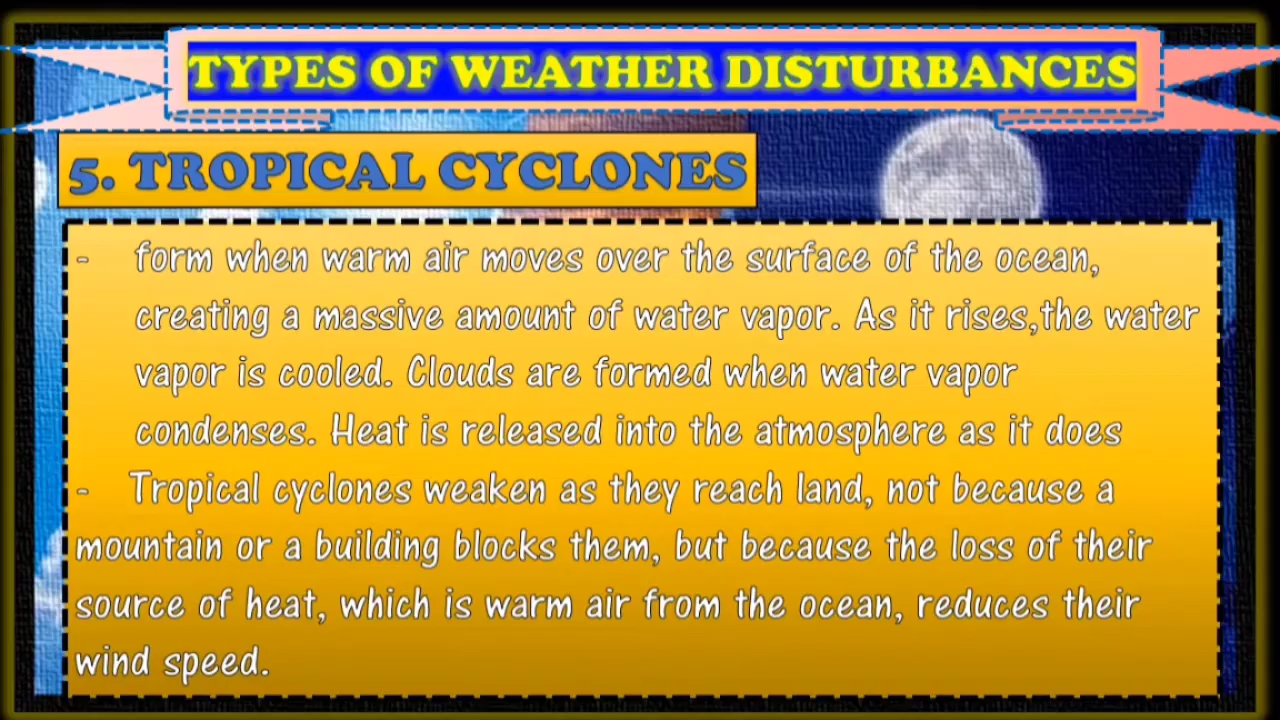 TYPES OF WEATHER DISTURBANCES
5. TROPICAL CYCLONES
- form when warm air moves over the surface of the ocean,
creating a massive amount of water vapor. As it rises,the water
vapor is cooled. Clouds are formed when water vapor
condenses. Heat is released into the atmosphere as it does
- Tropical cyclones weaken as they reach land, not because a
mountain or a building blocks them, but because the loss of their
source of heat, which is warm air from the ocean, reduces their
wind speed.